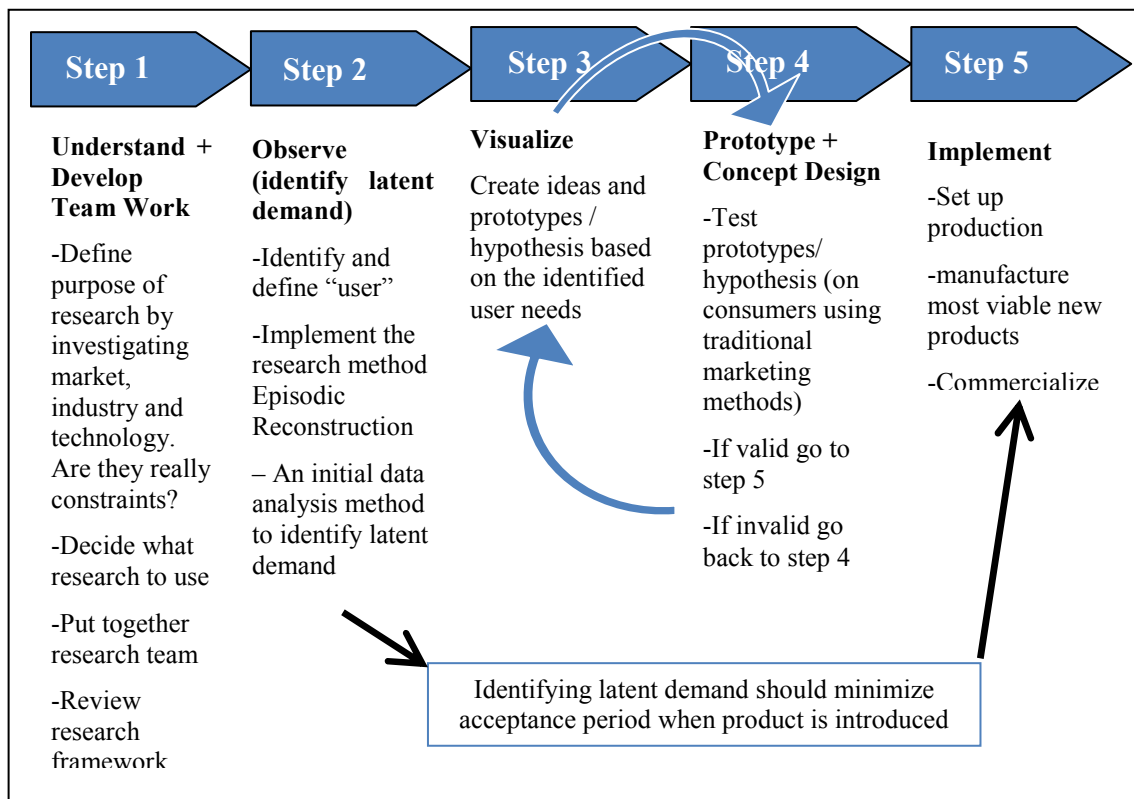 Step 1
Step 2
Step 3
Step 4
Step 5
Understand +
Develop
Team Work
-Define
purpose of
research by
investigating
market,
industry and
technology.
Are they really
constraints?
-Decide what
research to use
-Put together
research team
-Review
research
framework
Observe
(identify latent
demand)
-Identify and
define “user”
-Implement the
research method
Episodic
Reconstruction
– An initial data
analysis method
to identify latent
demand
Visualize
Create ideas and
prototypes /
hypothesis based
on the identified
user needs
Prototype +
Concept Design
-Test
prototypes/
hypothesis (on
consumers using
traditional
marketing
methods)
-If valid go to
step 5
-If invalid go
back to step 4
Implement
-Set up
production
-manufacture
most viable new
products
-Commercialize
Identifying latent demand should minimize
acceptance period when product is introduced